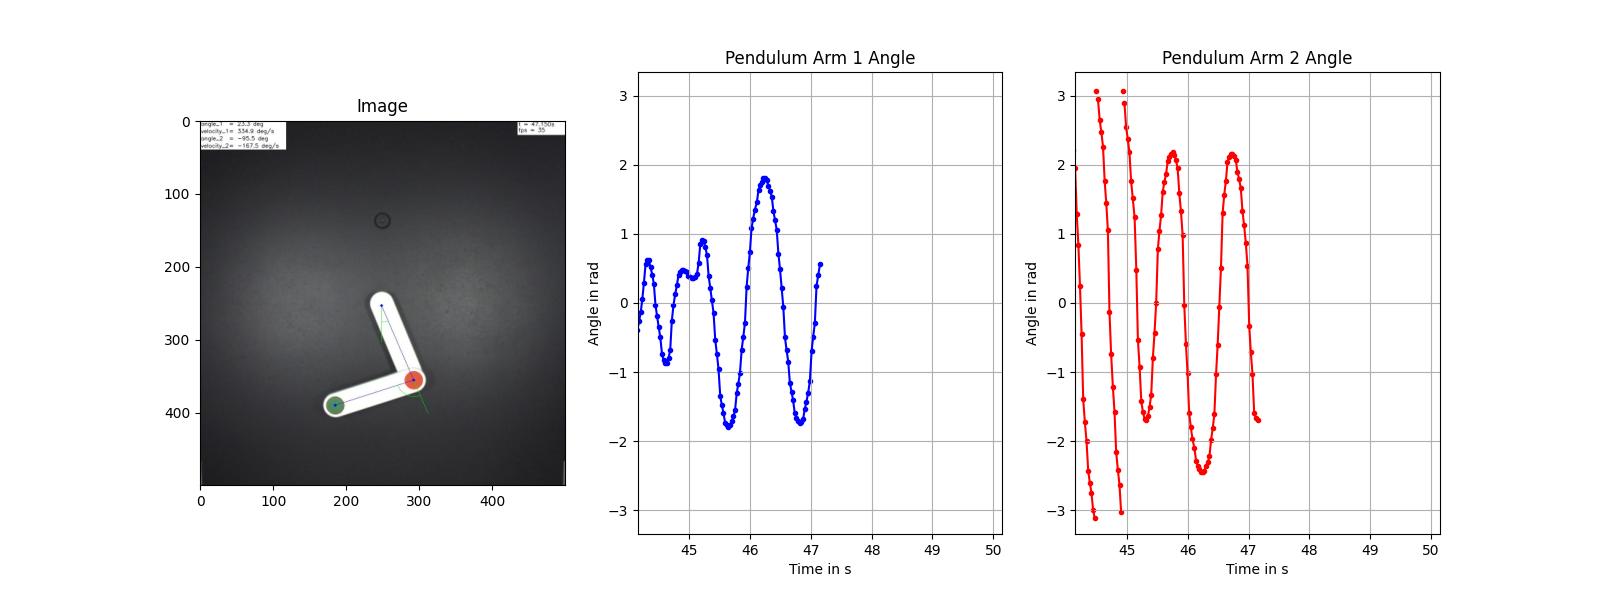 Image
angle_1 = 23.3 deg
velocity_1= 334.9 deg/s
angle_2 = -95.5 deg
velocity_2= -167.5 deg/s
t = 47.150s
fps = 35
0
100
200
300
400
0 100 200 300 400
Pendulum Arm 1 Angle
Angle in rad
3
2
1
0
−1
−2
−3
45 46 47 48 49 50
Time in s
Pendulum Arm 2 Angle
Angle in rad
3
2
1
0
−1
−2
−3
45 46 47 48 49 50
Time in s